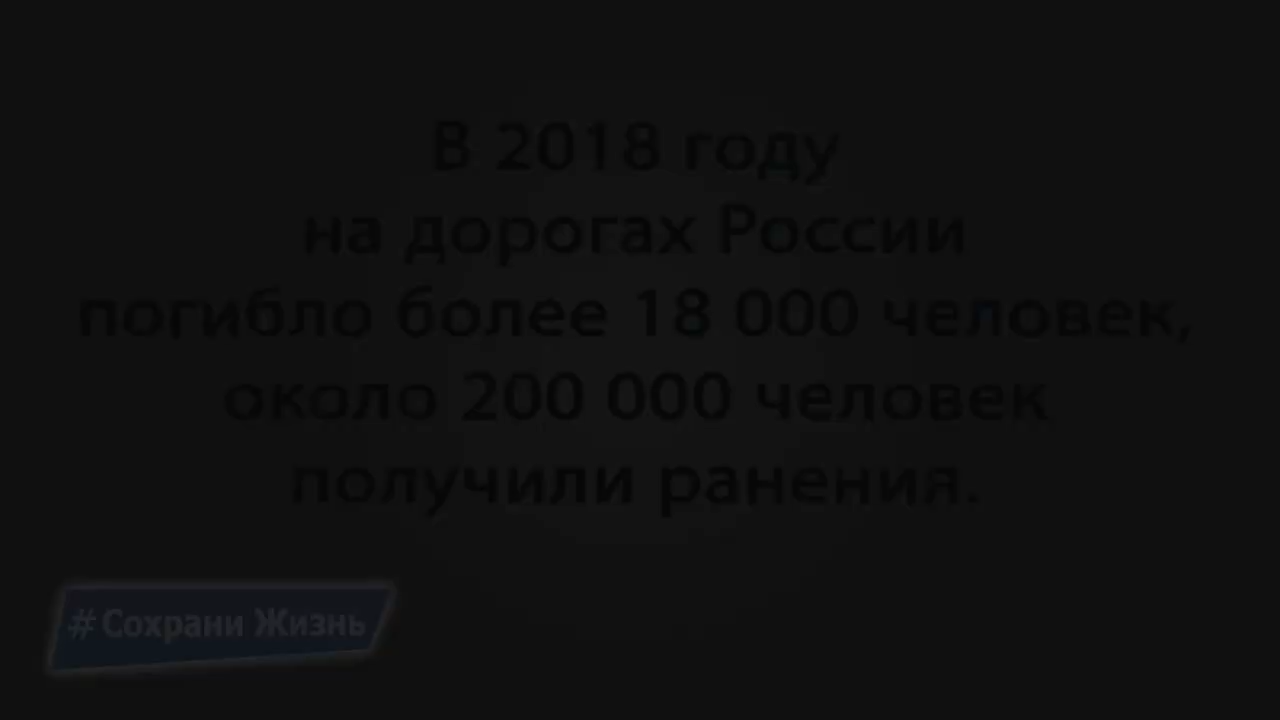 В 2018 году
на дорогах России
погибло более 18 000 человек,
около 200 000 человек
получили ранения.
#Сохрани Жизнь